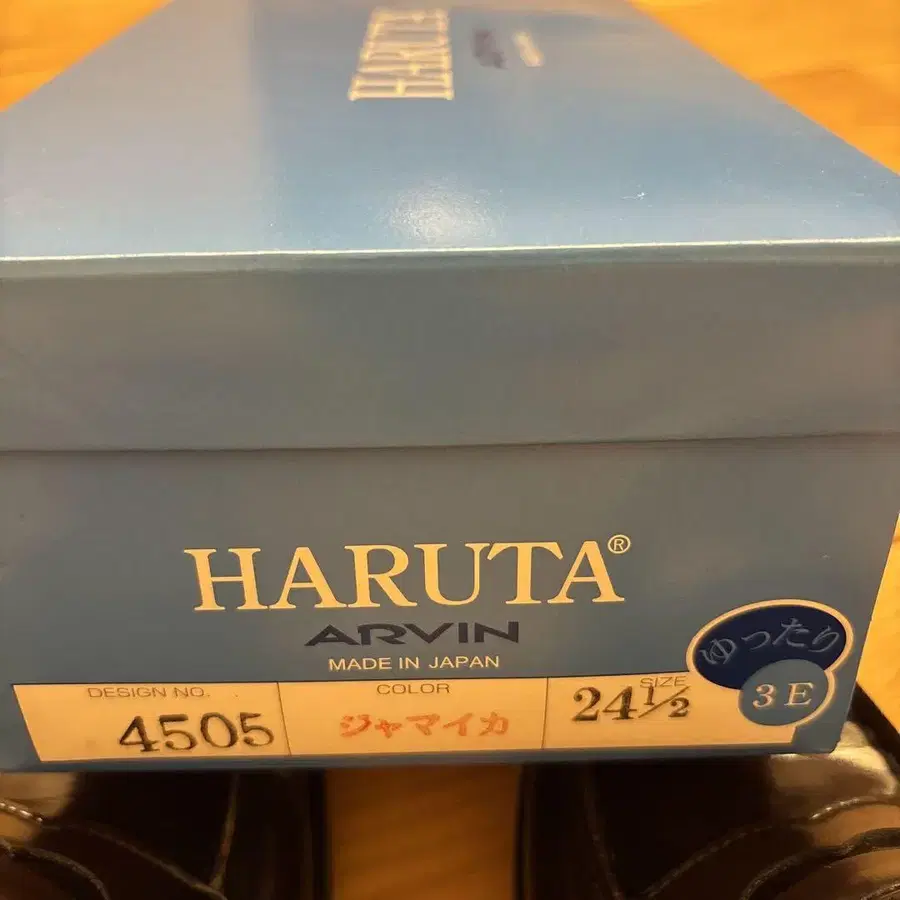 HARUTA
HARUTA®
ARVIN
MADE IN JAPAN
DESIGN NO.
4505
COLOR
ジャマイカ
SIZE
24½
ゆったり
3E